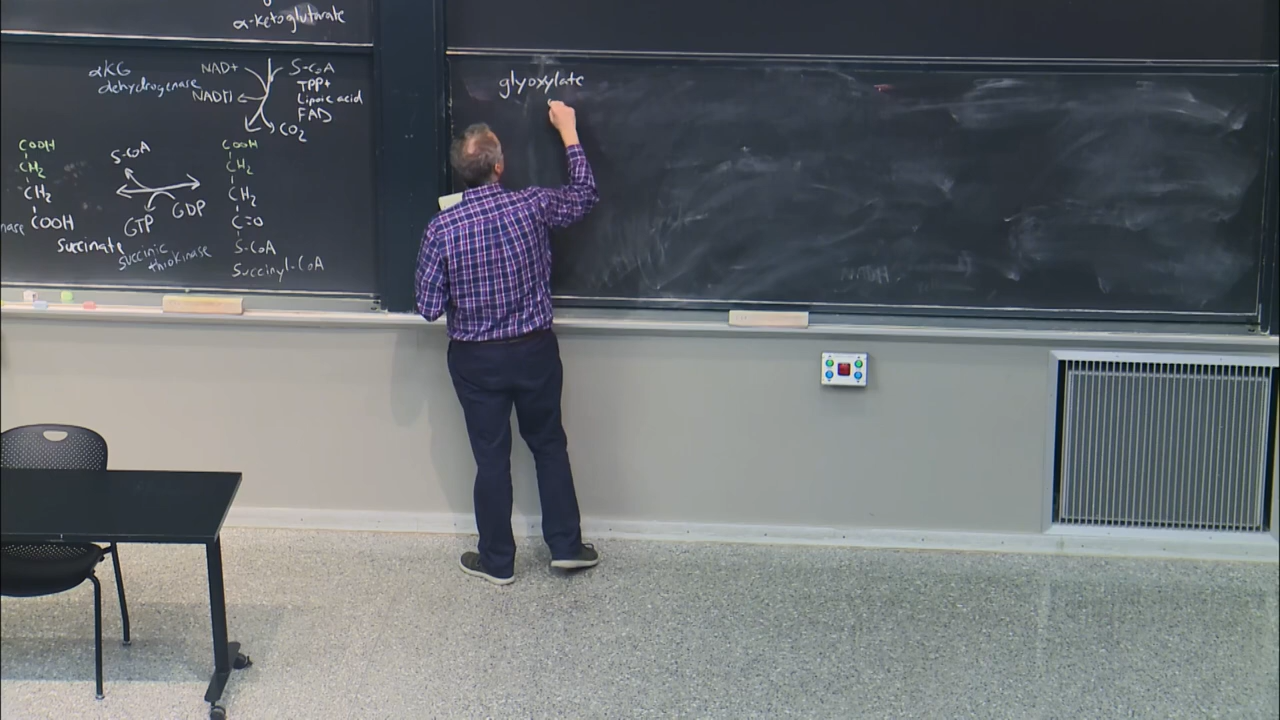 α-ketoglutarate
αKG
dehydrogenase
NAD+
NADH
S-CoA
TPP+
Lipoic acid
FAD
CO2
COOH
CH2
CH2
COOH
Succinate
S-CoA
GTP
GDP
Succinic
thiokinase
COOH
CH2
CH2
C=O
S-CoA
Succinyl-CoA
glyoxylate